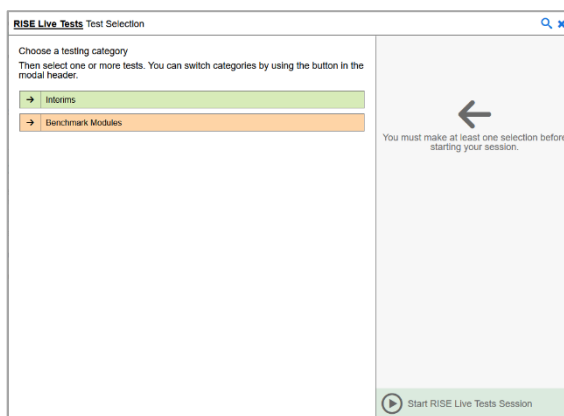 RISE Live Tests Test Selection
Choose a testing category
Then select one or more tests. You can switch categories by using the button in the
modal header.
Interims
Benchmark Modules
You must make at least one selection before
starting your session.
Start RISE Live Tests Session